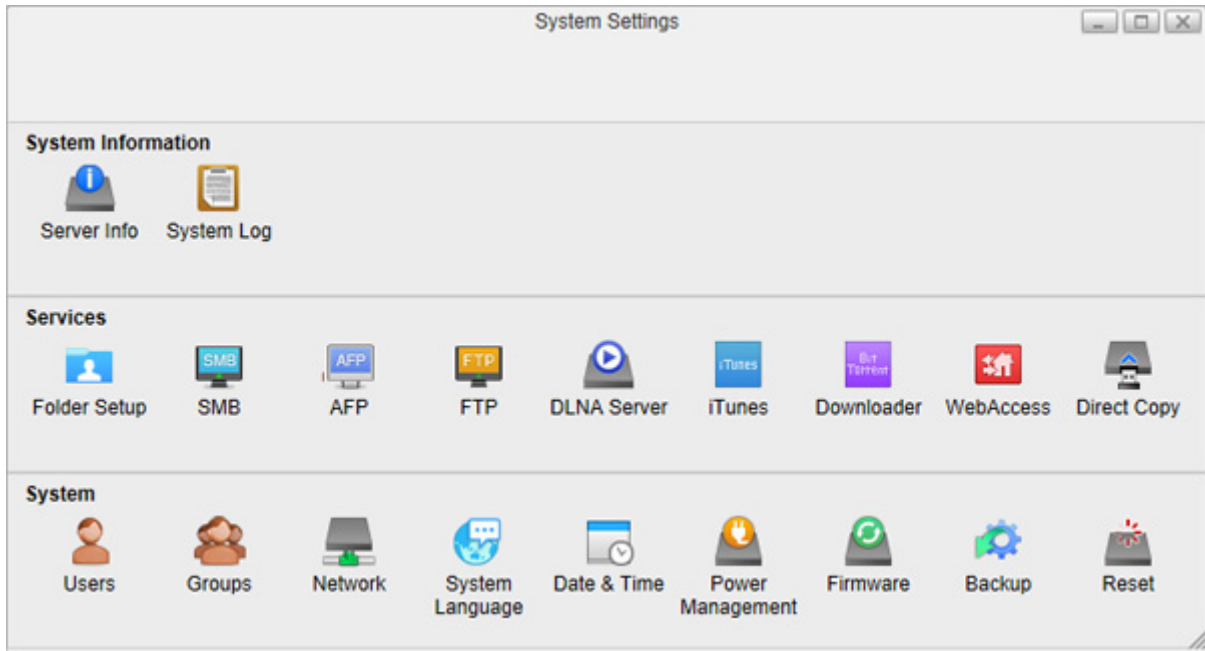 System Settings
System Information
Server Info
System Log
Services
SMB
AFP
FTP
iTunes
Bit
Torrent
Folder Setup
SMB
AFP
FTP
DLNA Server
iTunes
Downloader
WebAccess
Direct Copy
System
Users
Groups
Network
System
Language
Date & Time
Power
Management
Firmware
Backup
Reset